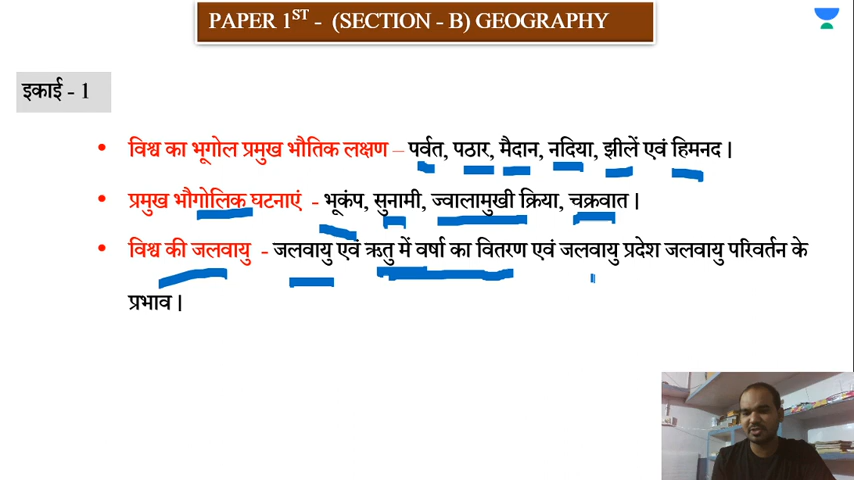 PAPER 1ST - (SECTION - B) GEOGRAPHY
इकाई - 1
• विश्व का भूगोल प्रमुख भौतिक लक्षण – पर्वत, पठार, मैदान, नदिया, झीलें एवं हिमनद।
• प्रमुख भौगोलिक घटनाएं - भूकंप, सुनामी, ज्वालामुखी क्रिया, चक्रवात।
• विश्व की जलवायु - जलवायु एवं ऋतु में वर्षा का वितरण एवं जलवायु प्रदेश जलवायु परिवर्तन के
प्रभाव।